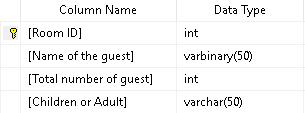 Column Name Data Type
[Room ID] int
[Name of the guest] varbinary(50)
[Total number of guest] int
[Children or Adult] varchar(50)